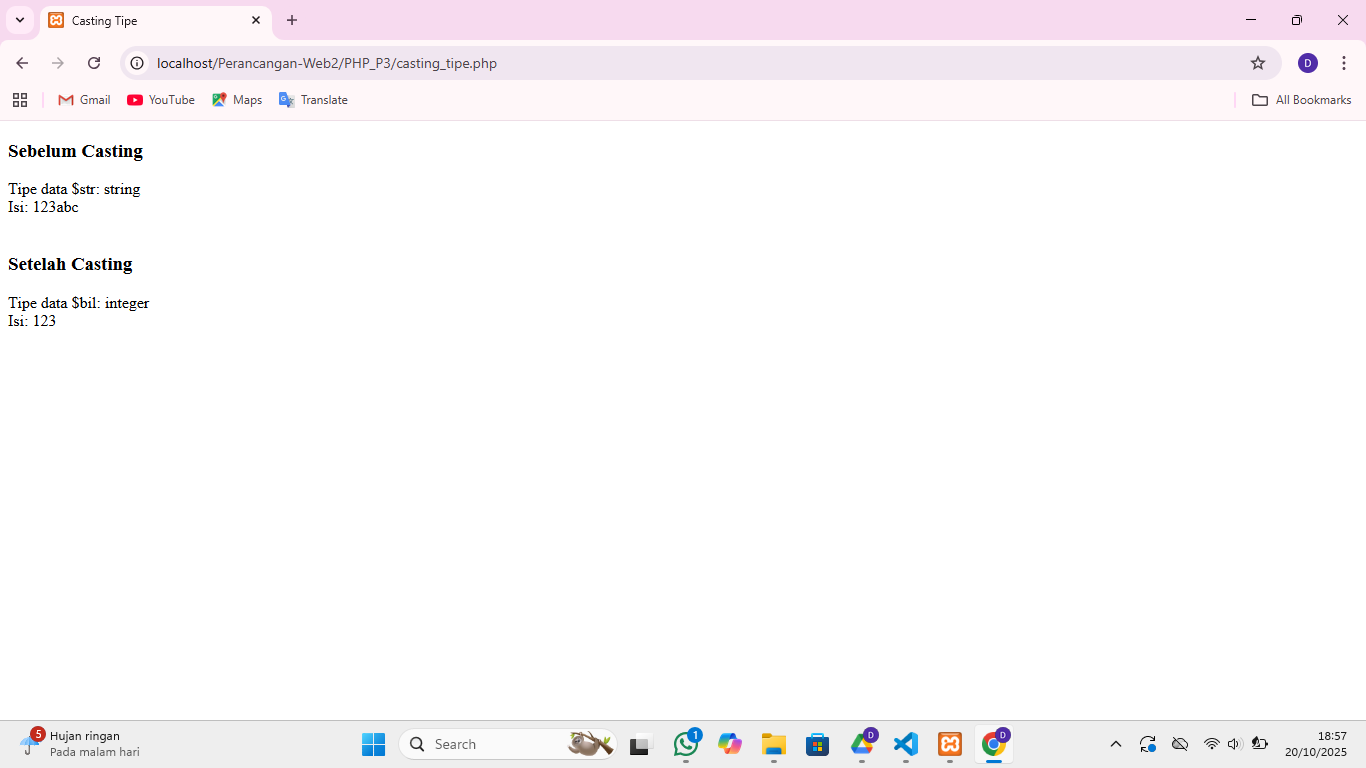 Casting Tipe
localhost/Perancangan-Web2/PHP_P3/casting_tipe.php
D
Gmail
YouTube
Maps
Translate
All Bookmarks
Sebelum Casting
Tipe data $str: string
Isi: 123abc
Setelah Casting
Tipe data $bil: integer
Isi: 123
5
Hujan ringan
Pada malam hari
Search
1
D
D
18:57
20/10/2025